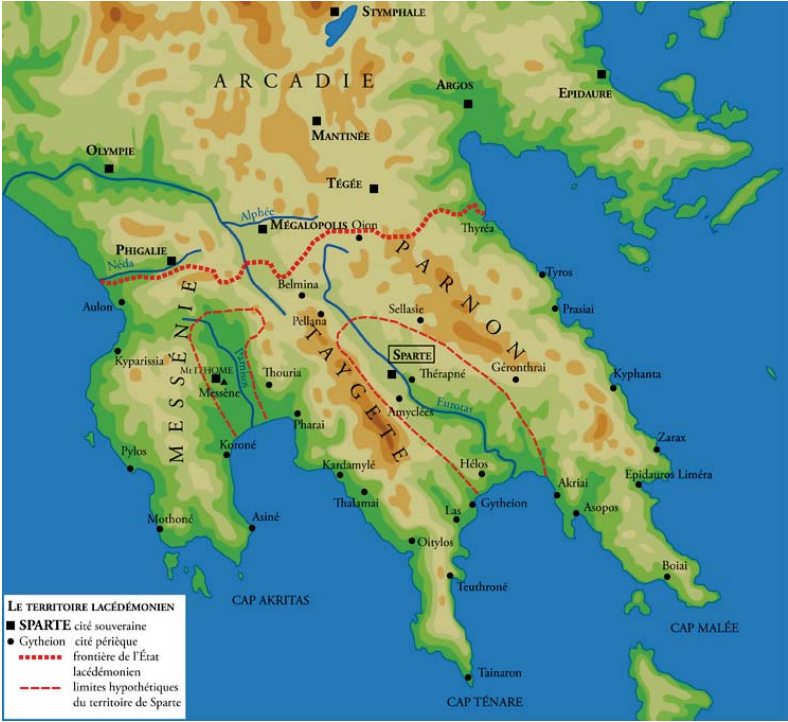 STYMPHALE
ARCADIE
ARGOS
EPIDAURE
MANTINÉE
OLYMPIE
TÉGÉE
Alphée
MÉGALOPOLIS
Ojon
Thyréa
PHIGALIE
Néda
PARNON
Tyros
Belmina
Aulon
Prasiai
Pellana
Sellasie
MESSÉNIE
TAYGETE
Kyparissia
SPARTE
Mt ITHOME
Pamisos
Thouria
Thérapné
Géronthrai
Messène
Kyphanta
Amyclées
Eurotas
Pharai
Koroné
Zarax
Pylos
Kardamylé
Hélos
Epidauros Liméra
Thalamai
Akriai
Gytheion
Las
Asopos
Mothoné
Asiné
Oitylos
Boiai
Teuthroné
CAP AKRITAS
CAP MALÉE
Tainaron
CAP TÉNARE
LE TERRITOIRE LACÉDÉMONIEN
SPARTE cité souveraine
Gytheion cité périèque
frontière de l'État
lacédémonien
limites hypothétiques
du territoire de Sparte